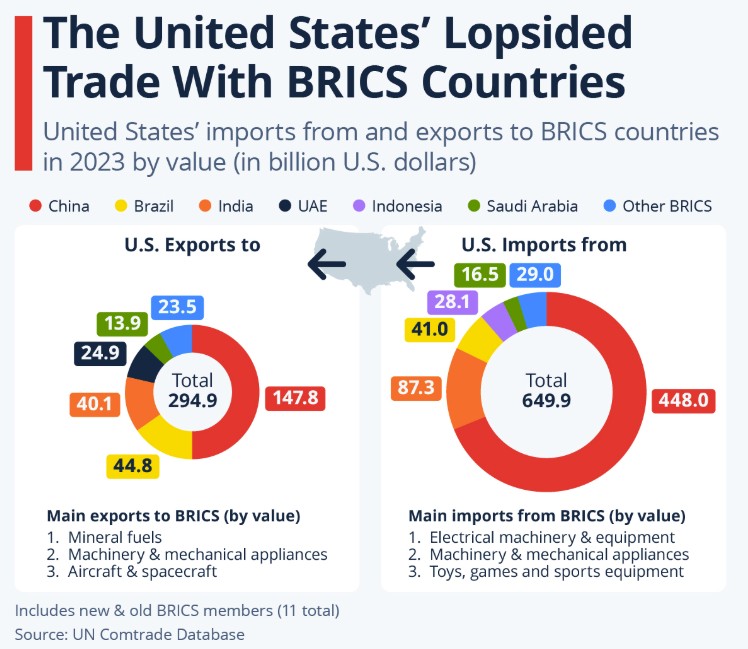 The United States’ Lopsided
Trade With BRICS Countries
United States’ imports from and exports to BRICS countries
in 2023 by value (in billion U.S. dollars)
China Brazil India UAE Indonesia Saudi Arabia Other BRICS
U.S. Exports to
23.5
13.9
24.9
40.1
44.8
147.8
Total
294.9
Main exports to BRICS (by value)
1. Mineral fuels
2. Machinery & mechanical appliances
3. Aircraft & spacecraft
U.S. Imports from
16.5 29.0
28.1
41.0
87.3
448.0
Total
649.9
Main imports from BRICS (by value)
1. Electrical machinery & equipment
2. Machinery & mechanical appliances
3. Toys, games and sports equipment
Includes new & old BRICS members (11 total)
Source: UN Comtrade Database